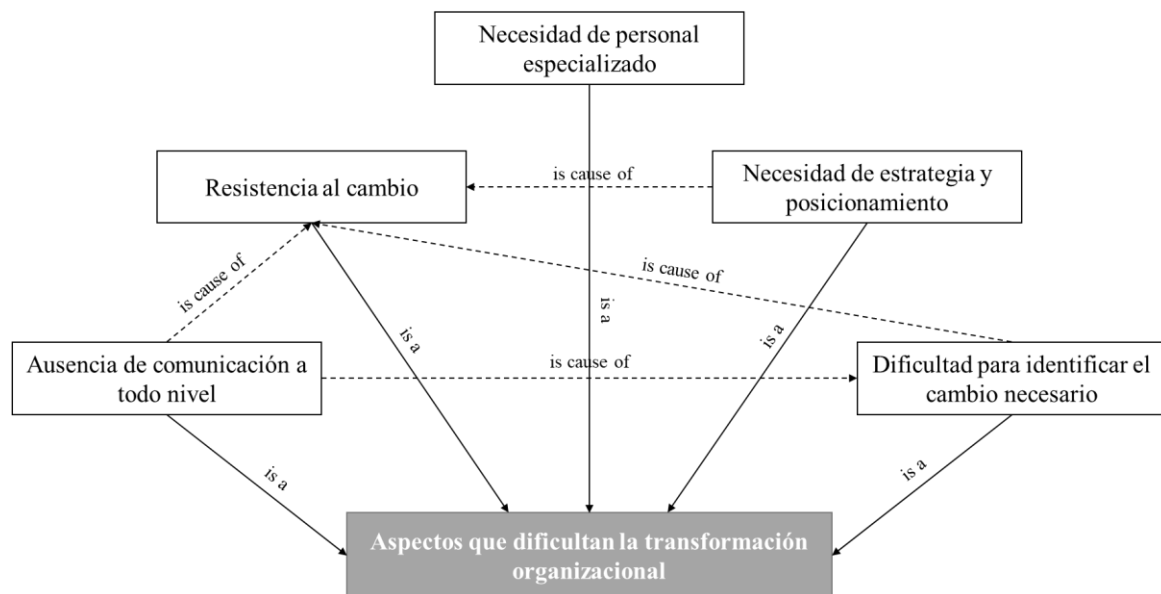 Necesidad de personal
especializado
Resistencia al cambio
is cause of
Necesidad de estrategia y
posicionamiento
is cause of
is cause of
is a
is a
is a
Ausencia de comunicación a
todo nivel
is cause of
Dificultad para identificar el
cambio necesario
is a
is a
Aspectos que dificultan la transformación
organizacional